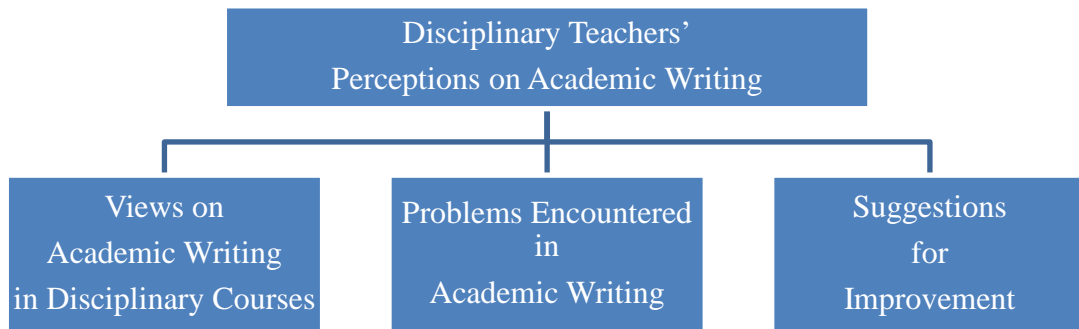 Disciplinary Teachers’
Perceptions on Academic Writing
Views on
Academic Writing
in Disciplinary Courses
Problems Encountered
in
Academic Writing
Suggestions
for
Improvement